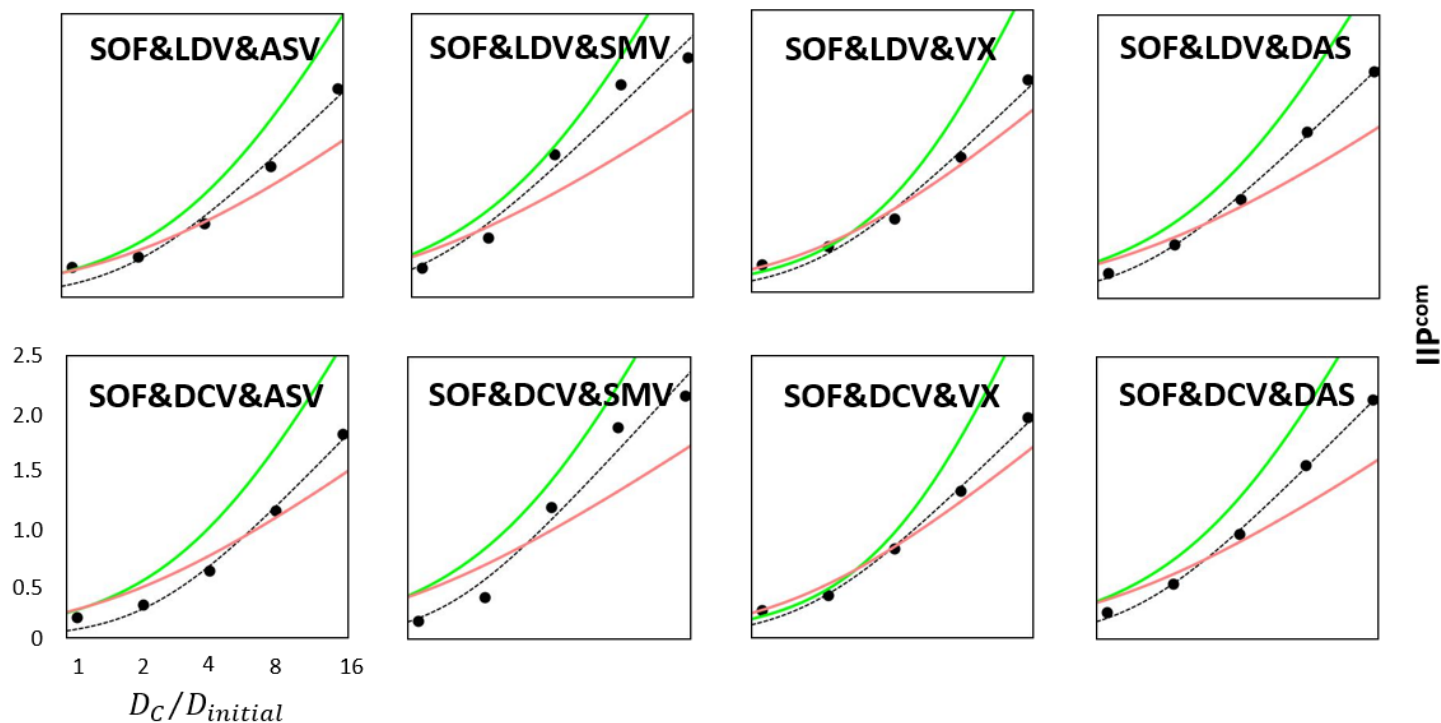 SOF&LDV&ASV
SOF&LDV&SMV
SOF&LDV&VX
SOF&LDV&DAS
IIPcom
2.5
2.0
1.5
1.0
0.5
0
SOF&DCV&ASV
SOF&DCV&SMV
SOF&DCV&VX
SOF&DCV&DAS
1 2 4 8 16
D_C/D_initial